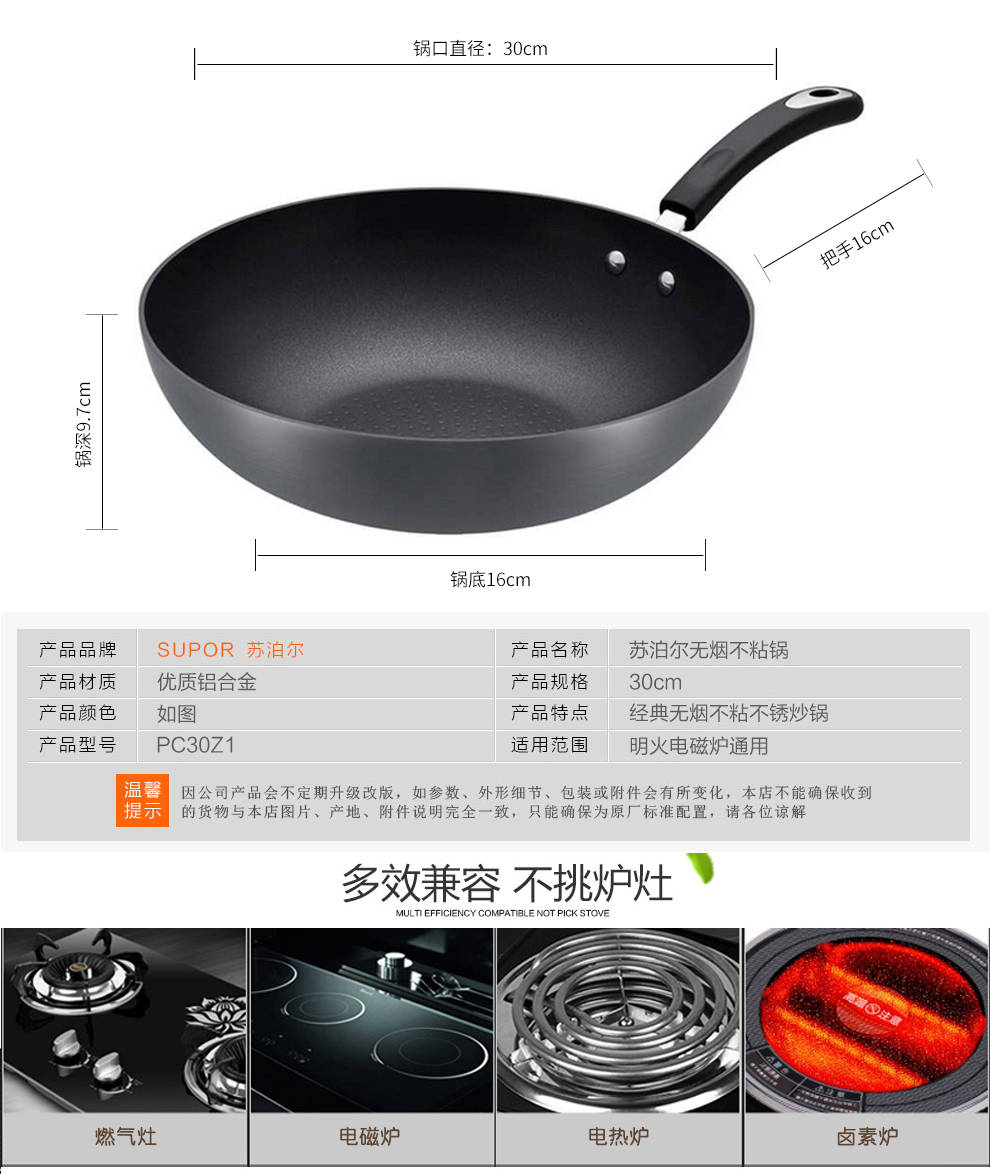 锅口直径：30cm
把手16cm
锅深9.7cm
锅底16cm
产品品牌 SUPOR 苏泊尔 产品名称 苏泊尔无烟不粘锅
产品材质 优质铝合金 产品规格 30cm
产品颜色 如图 产品特点 经典无烟不粘不锈炒锅
产品型号 PC30Z1 适用范围 明火电磁炉通用
温馨
提示
因公司产品会不定期升级改版，如参数、外形细节、包装或附件会有所变化，本店不能确保收到
的货物与本店图片、产地、附件说明完全一致，只能确保为原厂标准配置，请各位谅解
多效兼容 不挑炉灶
MULTI EFFICIENCY COMPATIBLE NOT PICK STOVE
高温 注意
燃气灶 电磁炉 电热炉 卤素炉